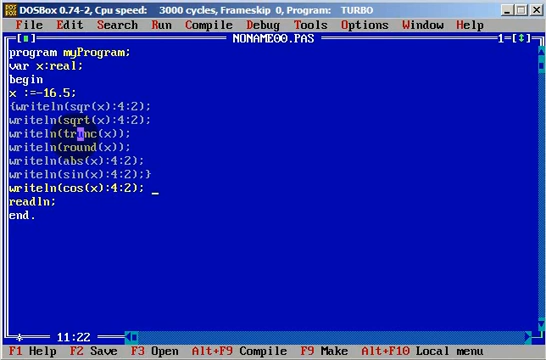 DOSBox 0.74-2, Cpu speed: 3000 cycles, Frameskip 0, Program: TURBO
File Edit Search Run Compile Debug Tools Options Window Help
[■] NONAME00.PAS 1=[↕]
program myProgram;
var x:real;
begin
x :=-16.5;
{writeln(sqr(x):4:2);
writeln(sqrt(x):4:2);
writeln(trunc(x));
writeln(round(x));
writeln(abs(x):4:2);
writeln(sin(x):4:2);}
writeln(cos(x):4:2); _
readln;
end.
11:22
F1 Help F2 Save F3 Open Alt+F9 Compile F9 Make Alt+F10 Local menu